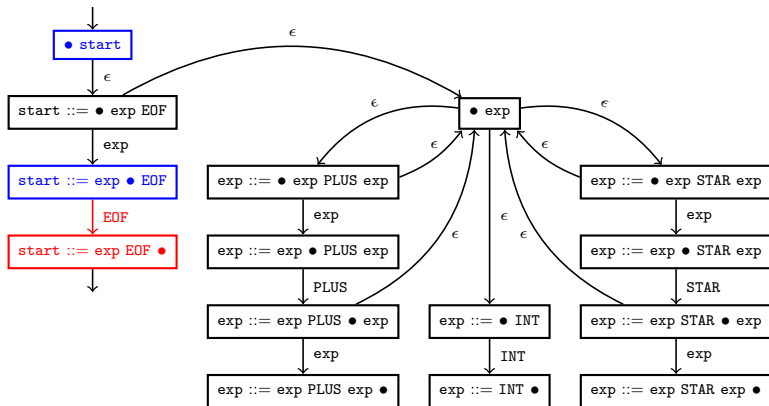 ● start
ϵ
ϵ
start ::= ● exp EOF
● exp
ϵ
ϵ
exp
ϵ
ϵ
start ::= exp ● EOF
exp ::= ● exp PLUS exp
exp ::= ● exp STAR exp
EOF
exp
ϵ
exp
start ::= exp EOF ●
exp ::= exp ● PLUS exp
ϵ
ϵ
exp ::= exp ● STAR exp
PLUS
STAR
exp ::= exp PLUS ● exp
exp ::= ● INT
exp ::= exp STAR ● exp
exp
INT
exp
exp ::= exp PLUS exp ●
exp ::= INT ●
exp ::= exp STAR exp ●